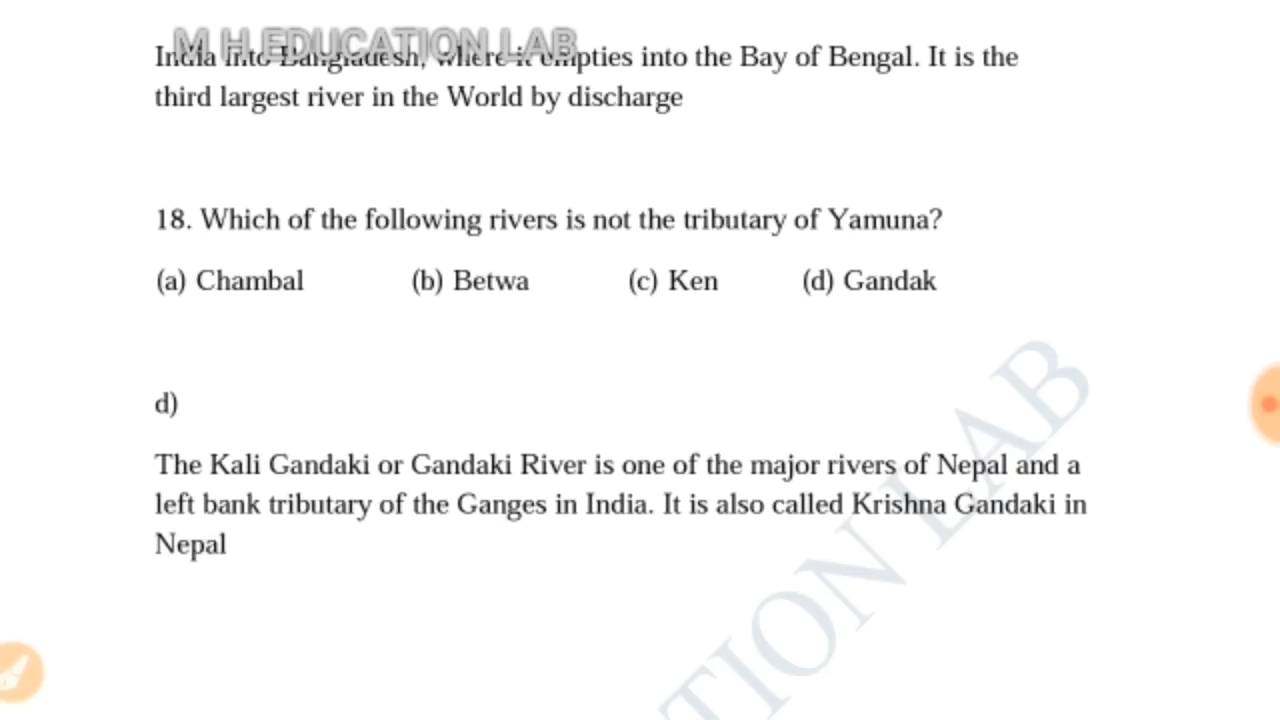 M H EDUCATION LAB
India into Bangladesh, where it empties into the Bay of Bengal. It is the
third largest river in the World by discharge
18. Which of the following rivers is not the tributary of Yamuna?
(a) Chambal (b) Betwa (c) Ken (d) Gandak
d)
The Kali Gandaki or Gandaki River is one of the major rivers of Nepal and a
left bank tributary of the Ganges in India. It is also called Krishna Gandaki in
Nepal
TION LAB